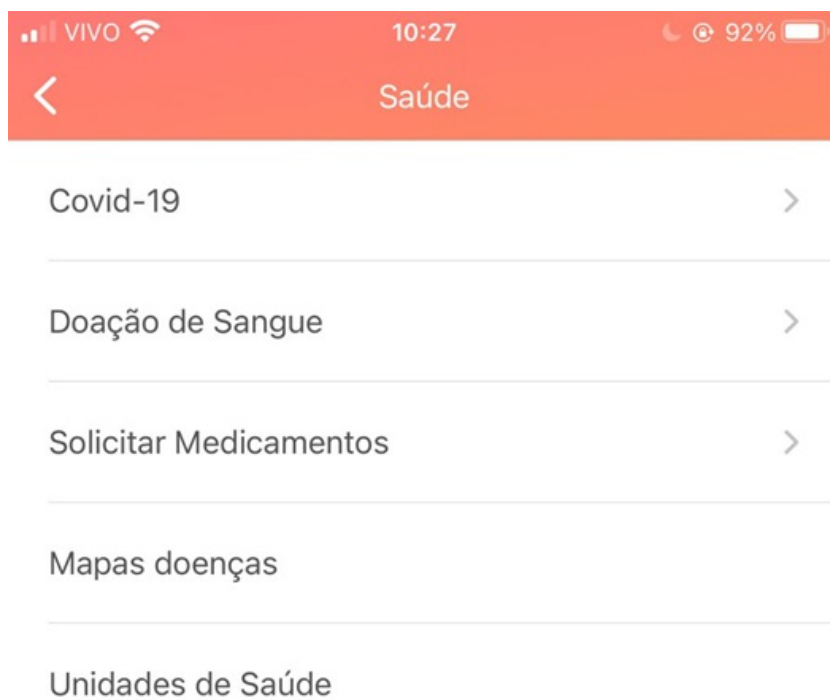 VIVO 10:27 92%
Saúde
Covid-19
Doação de Sangue
Solicitar Medicamentos
Mapas doenças
Unidades de Saúde